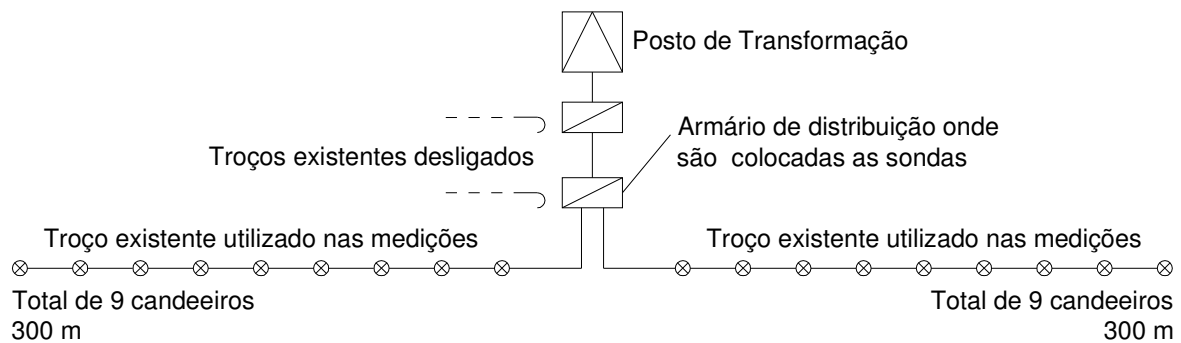 Posto de Transformação
Armário de distribuição onde
são colocadas as sondas
Troços existentes desligados
Troço existente utilizado nas medições
Troço existente utilizado nas medições
Total de 9 candeeiros
300 m
Total de 9 candeeiros
300 m